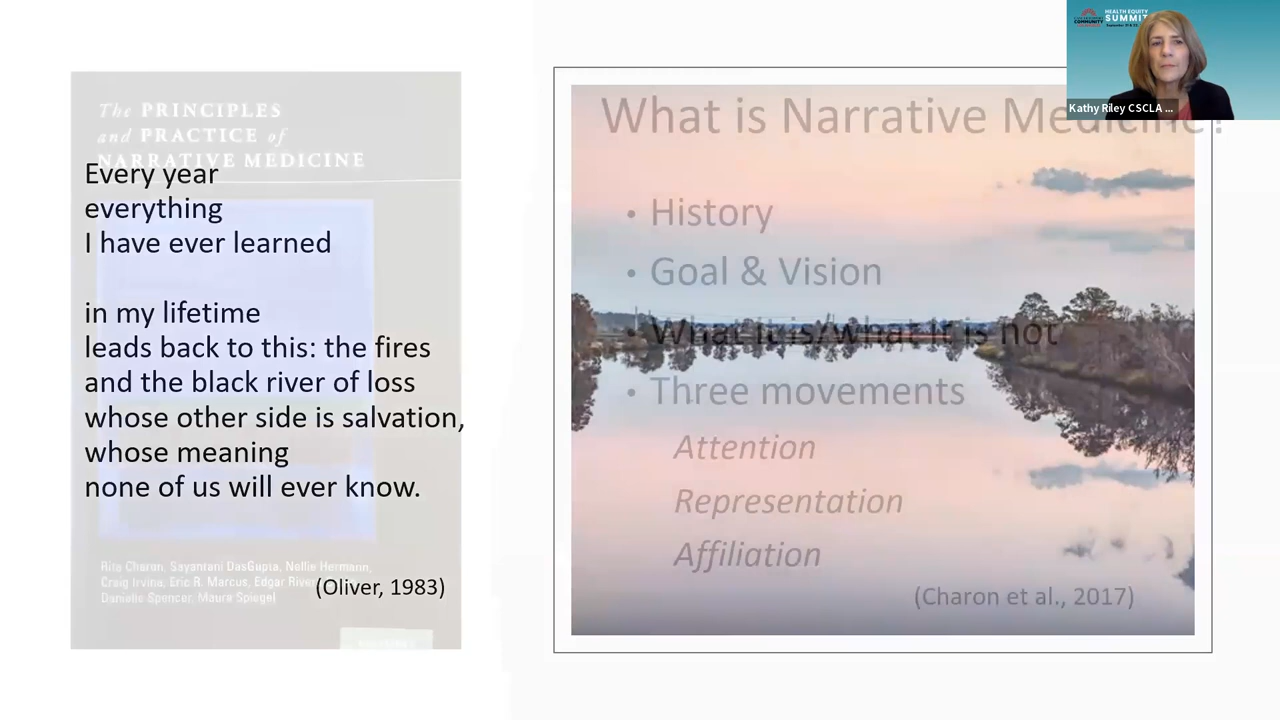 The PRINCIPLES
and PRACTICE of
NARRATIVE MEDICINE
Every year
everything
I have ever learned
in my lifetime
leads back to this: the fires
and the black river of loss
whose other side is salvation,
whose meaning
none of us will ever know.
Rita Charon, Sayantani DasGupta, Nellie Hermann,
Craig Irvine, Eric R. Marcus, Edgar
Danielle Spencer, Maura Spiegel
(Oliver, 1983)
What is Narrative Medicine?
• History
• Goal & Vision
• What it is/what it is not
• Three movements
Attention
Representation
Affiliation
(Charon et al., 2017)
HEALTH EQUITY
SUMMIT
COMMUNITY
Kathy Riley CSCLA ...